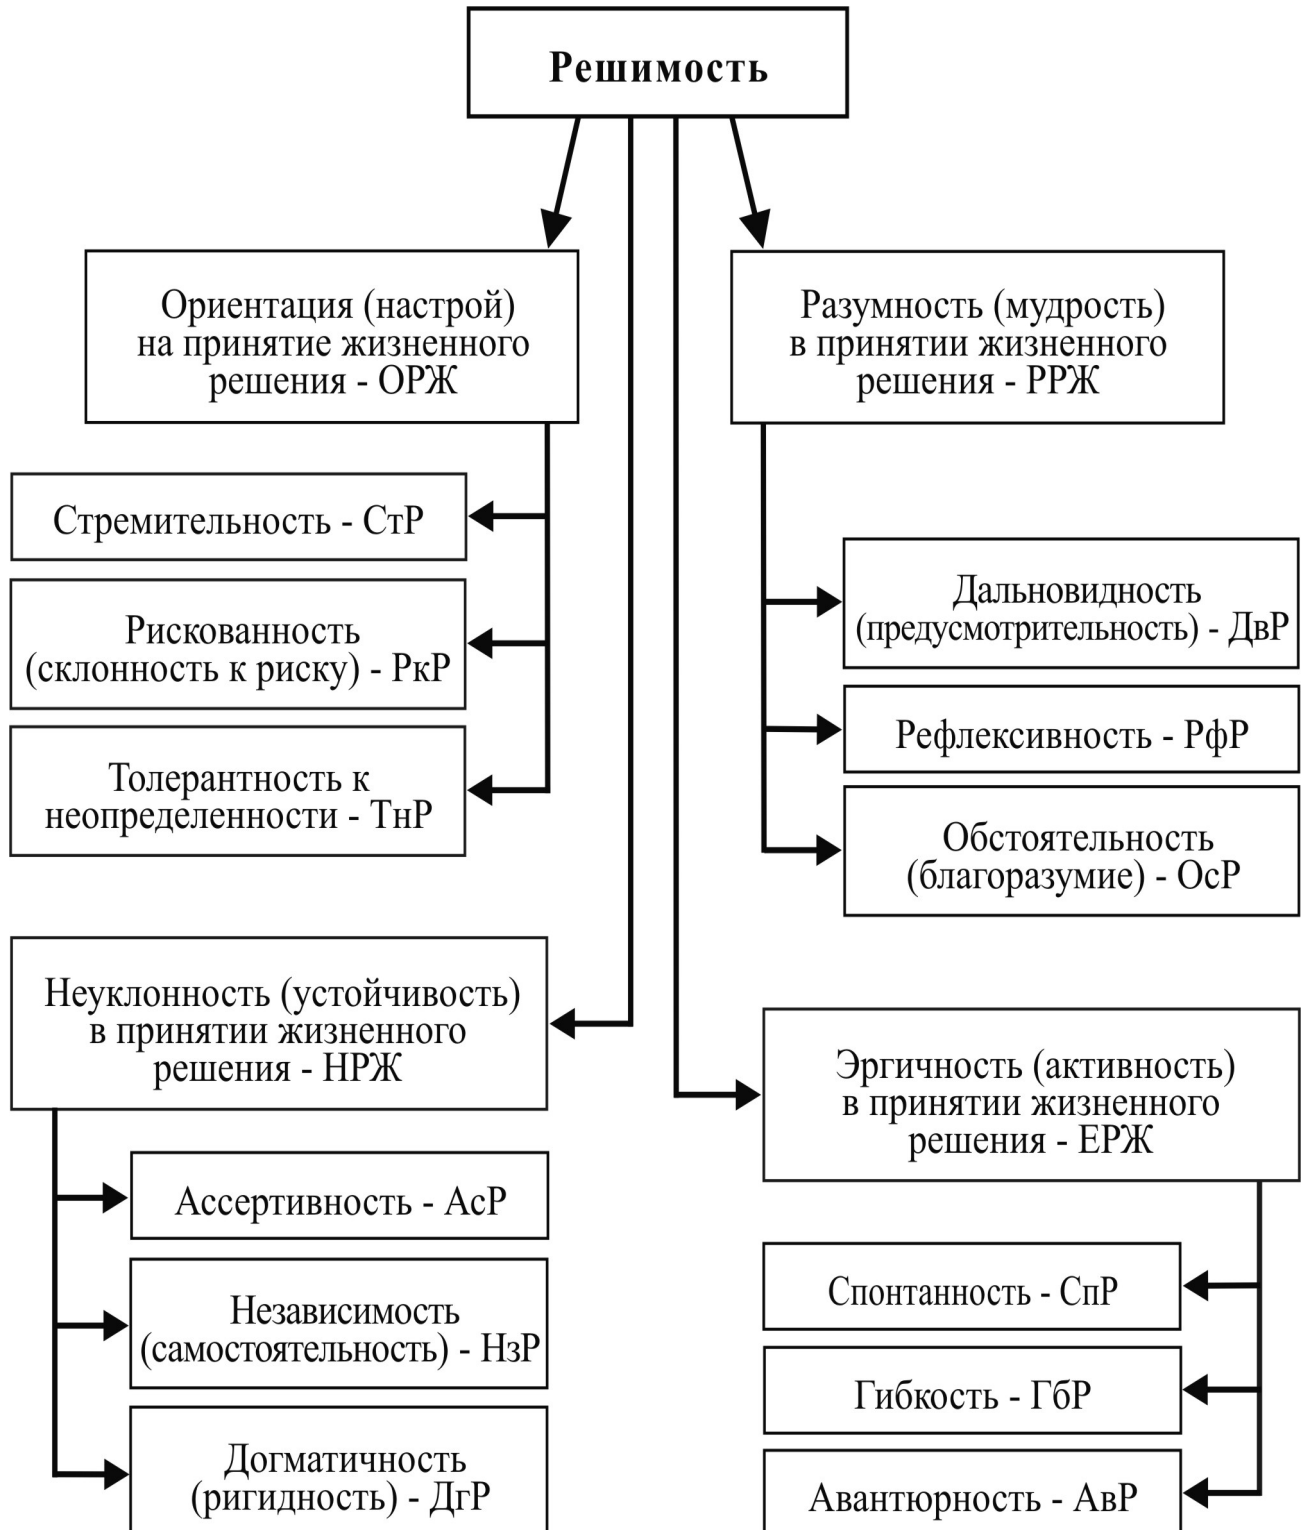 Решимость
Ориентация (настрой)
на принятие жизненного
решения - ОРЖ
Стремительность - СтР
Рискованность
(склонность к риску) - РкР
Толерантность к
неопределенности - ТнР
Разумность (мудрость)
в принятии жизненного
решения - РРЖ
Дальновидность
(предусмотрительность) - ДвР
Рефлексивность - РфР
Обстоятельность
(благоразумие) - ОсР
Неуклонность (устойчивость)
в принятии жизненного
решения - НРЖ
Ассертивность - АсР
Независимость
(самостоятельность) - НзР
Догматичность
(ригидность) - ДгР
Эргичность (активность)
в принятии жизненного
решения - ЕРЖ
Спонтанность - СпР
Гибкость - ГбР
Авантюрность - АвР